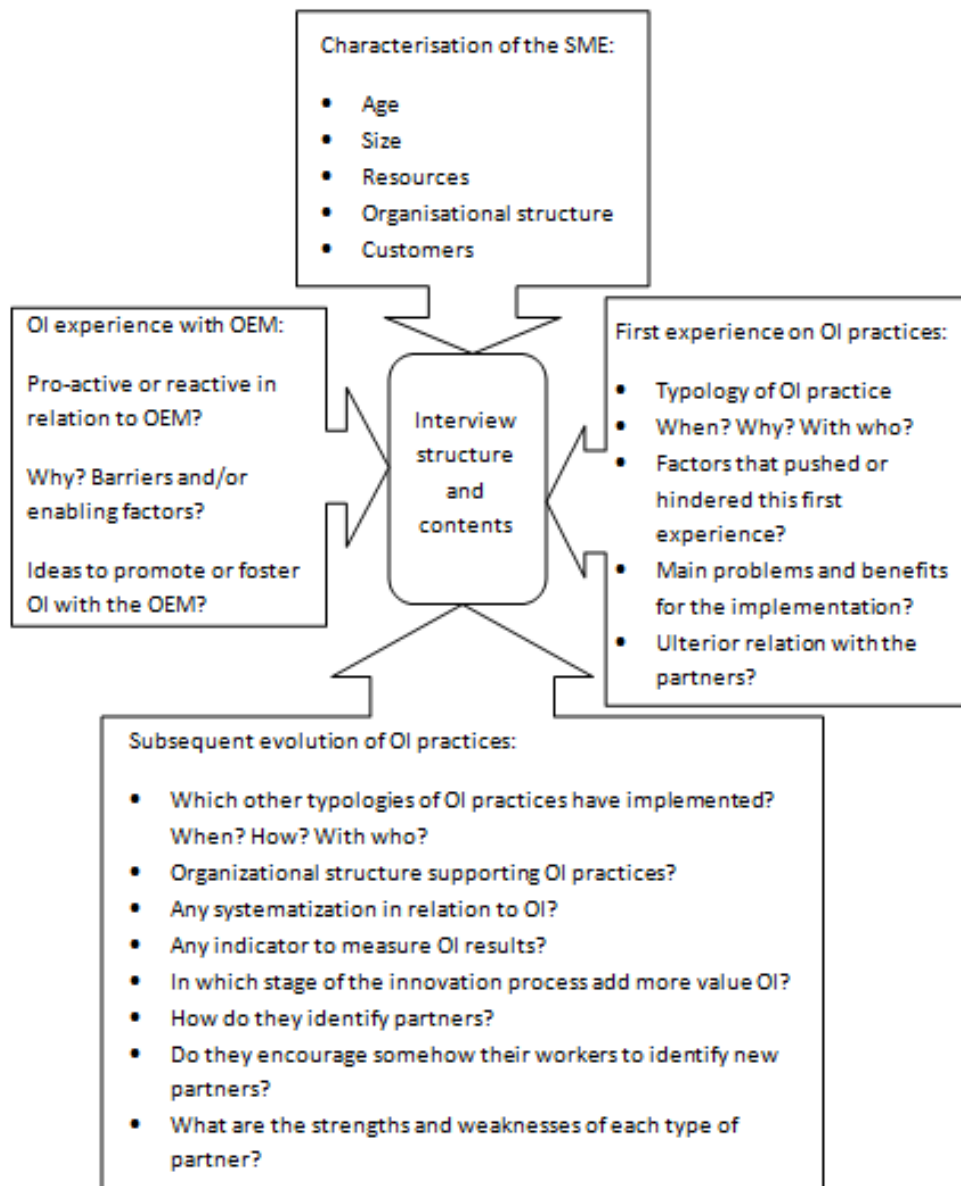 Characterisation of the SME:
• Age
• Size
• Resources
• Organisational structure
• Customers
OI experience with OEM:
Pro-active or reactive in
relation to OEM?
Why? Barriers and/or
enabling factors?
Ideas to promote or foster
OI with the OEM?
Interview
structure
and
contents
First experience on OI practices:
• Typology of OI practice
• When? Why? With who?
• Factors that pushed or
hindered this first
experience?
• Main problems and benefits
for the implementation?
• Ulterior relation with the
partners?
Subsequent evolution of OI practices:
• Which other typologies of OI practices have implemented?
When? How? With who?
• Organizational structure supporting OI practices?
• Any systematization in relation to OI?
• Any indicator to measure OI results?
• In which stage of the innovation process add more value OI?
• How do they identify partners?
• Do they encourage somehow their workers to identify new
partners?
• What are the strengths and weaknesses of each type of
partner?